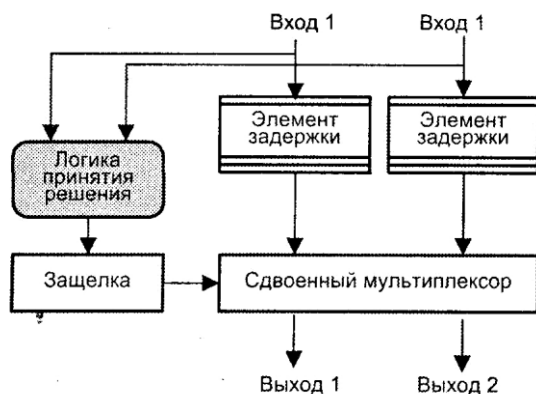 Вход 1 Вход 1
Элемент задержки
Элемент задержки
Логика
принятия
решения
Защелка
Сдвоенный мультиплексор
Выход 1 Выход 2